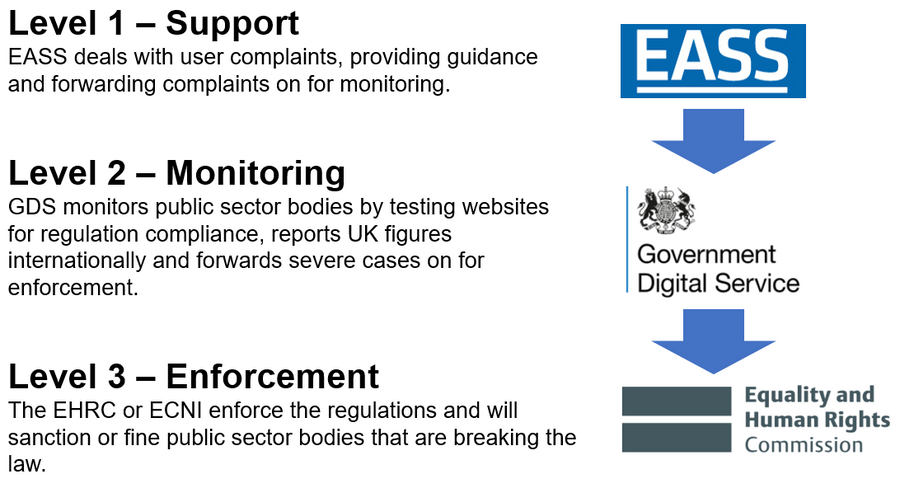 Level 1 – Support
EASS deals with user complaints, providing guidance
and forwarding complaints on for monitoring.
EASS
Level 2 – Monitoring
GDS monitors public sector bodies by testing websites
for regulation compliance, reports UK figures
internationally and forwards severe cases on for
enforcement.
Government
Digital Service
Level 3 – Enforcement
The EHRC or ECNI enforce the regulations and will
sanction or fine public sector bodies that are breaking the
law.
Equality and
Human Rights
Commission